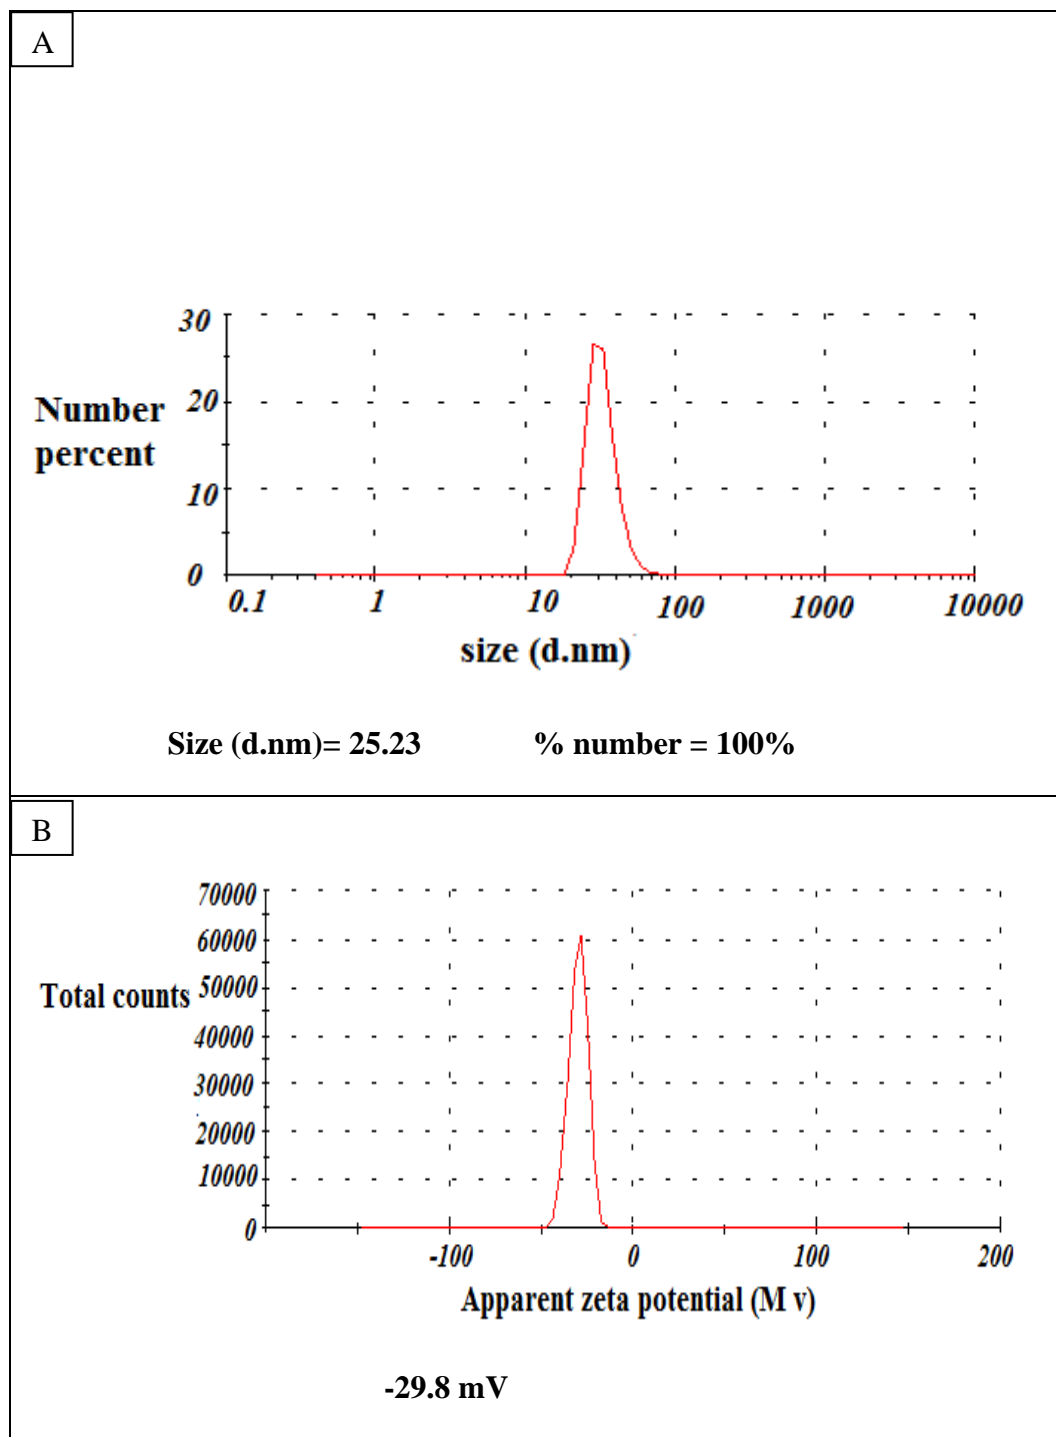 A
30
Number 20
percent
10
0
0.1 1 10 100 1000 10000
size (d.nm)
Size (d.nm)= 25.23 % number = 100%
B
70000
60000
Total counts 50000
40000
30000
20000
10000
0
-100 0 100 200
Apparent zeta potential (M v)
-29.8 mV